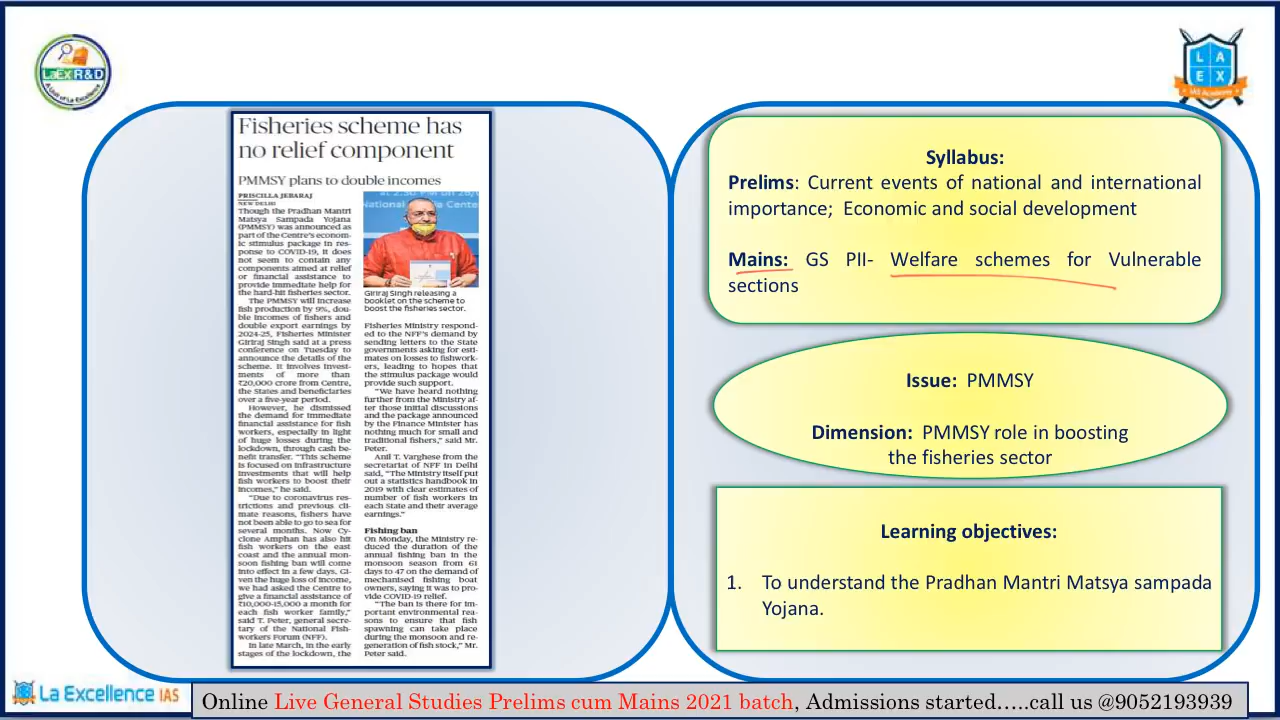 LaEx R&D
A Unit of La Excellence
L A
E X
IAS Academy
Fisheries scheme has
no relief component
PMMSY plans to double incomes
PRISCILLA JEBARAJ
NEW DELHI
Though the Pradhan Mantri
Matsya Sampada Yojana
(PMMSY) was announced as
part of the Centre's econom-
ic stimulus package in res-
ponse to COVID-19, it does
not seem to contain any
components aimed at relief
or financial assistance to
provide immediate help for
the hard-hit fisheries sector.
The PMMSY will increase
fish production by 9%, dou-
ble incomes of fishers and
double export earnings by
2024-25, Fisheries Minister
Giriraj Singh said at a press
conference on Tuesday to
announce the details of the
scheme. It involves invest-
ments of more than
₹20,000 crore from Centre,
the States and beneficiaries
over a five-year period.
However, he dismissed
the demand for immediate
financial assistance for fish
workers, especially in light
of huge losses during the
lockdown, through cash be-
nefit transfer. "This scheme
is focused on infrastructure
investments that will help
fish workers to boost their
incomes," he said.
"Due to coronavirus res-
trictions and previous cli-
mate reasons, fishers have
not been able to go to sea for
several months. Now Cy-
clone Amphan has also hit
fish workers on the east
coast and the annual mon-
soon fishing ban will come
into effect in a few days. Gi-
ven the huge loss of income,
we had asked the Centre to
give a financial assistance of
₹10,000-15,000 a month for
each fish worker family,"
said T. Peter, general secre-
tary of the National Fish-
workers Forum (NFF).
In late March, in the early
stages of the lockdown, the
National
Centre
Giriraj Singh releasing a
booklet on the scheme to
boost the fisheries sector.
Fisheries Ministry respond-
ed to the NFF's demand by
sending letters to the State
governments asking for esti-
mates on losses to fishwork-
ers, leading to hopes that
the stimulus package would
provide such support.
"We have heard nothing
further from the Ministry af-
ter those initial discussions
and the package announced
by the Finance Minister has
nothing much for small and
traditional fishers," said Mr.
Peter.
Anil T. Varghese from the
secretariat of NFF in Delhi
said, "The Ministry itself put
out a statistics handbook in
2019 with clear estimates of
number of fish workers in
each State and their average
earnings."
Fishing ban
On Monday, the Ministry re-
duced the duration of the
annual fishing ban in the
monsoon season from 61
days to 47 on the demand of
mechanised fishing boat
owners, saying it was to pro-
vide COVID-19 relief.
"The ban is there for im-
portant environmental rea-
sons to ensure that fish
spawning can take place
during the monsoon and re-
generation of fish stock," Mr.
Peter said.
Syllabus:
Prelims: Current events of national and international
importance; Economic and social development
Mains: GS PII- Welfare schemes for Vulnerable
sections
Issue: PMMSY
Dimension: PMMSY role in boosting
the fisheries sector
Learning objectives:
1. To understand the Pradhan Mantri Matsya sampada
Yojana.
La Excellence IAS
Online Live General Studies Prelims cum Mains 2021 batch, Admissions started…..call us @9052193939